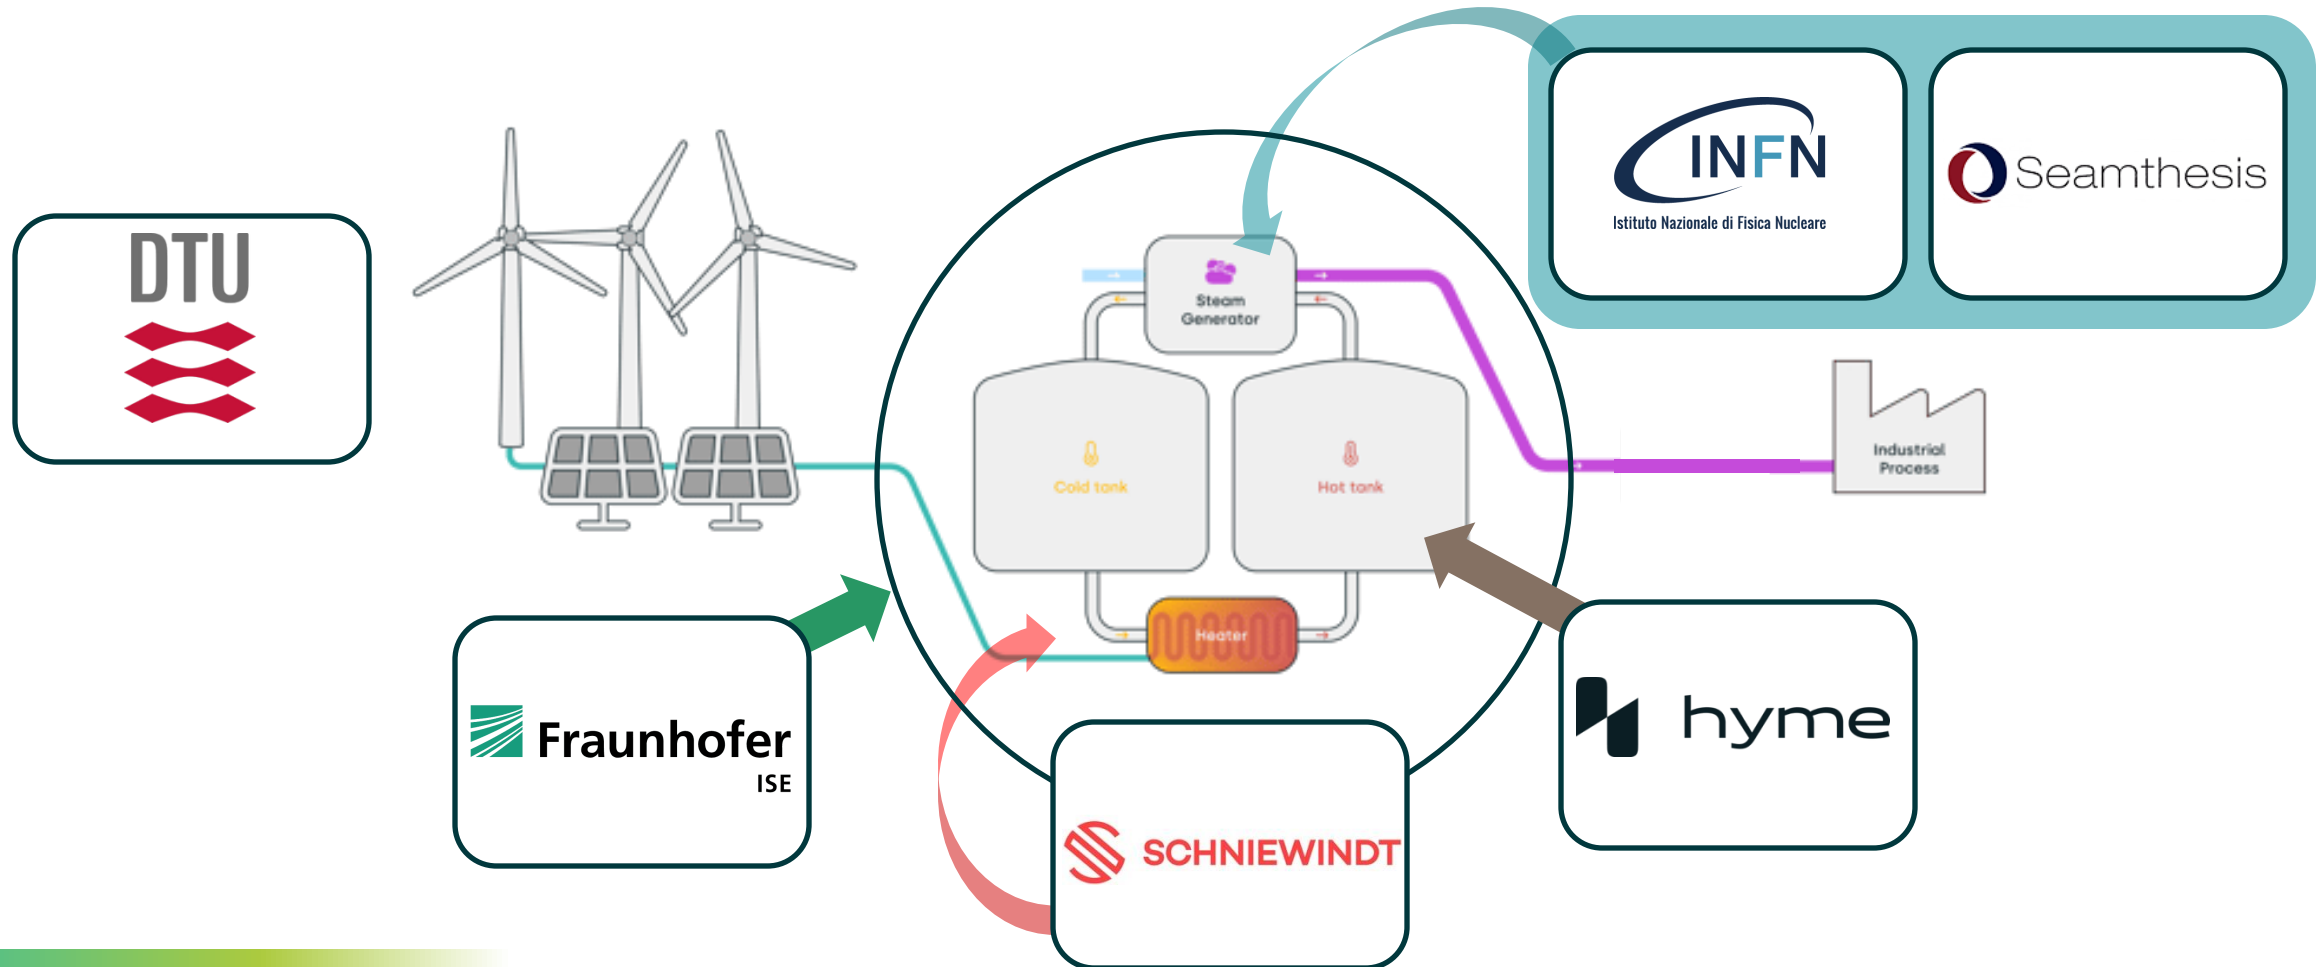 DTU
INFN
Istituto Nazionale di Fisica Nucleare
Seamthesis
Steam
Generator
Cold tank
Hot tank
Industrial
Process
Heater
Fraunhofer
ISE
SCHNIEWINDT
hyme